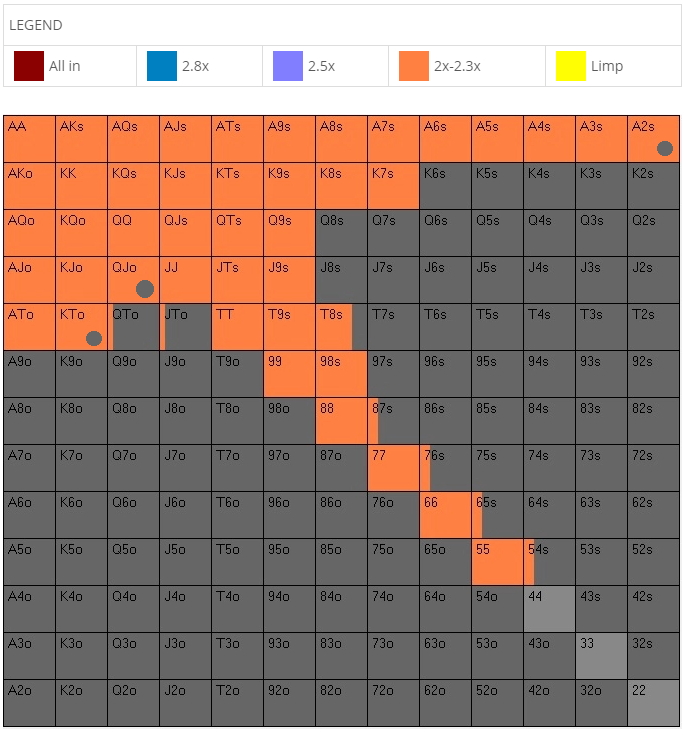 LEGEND
All in 2.8x 2.5x 2x-2.3x Limp
AA AKs AQs AJs ATs A9s A8s A7s A6s A5s A4s A3s A2s
AKo KK KQs KJs KTs K9s K8s K7s K6s K5s K4s K3s K2s
AQo KQo QQ QJs QTs Q9s Q8s Q7s Q6s Q5s Q4s Q3s Q2s
AJo KJo QJo JJ JTs J9s J8s J7s J6s J5s J4s J3s J2s
ATo KTo QTo JTo TT T9s T8s T7s T6s T5s T4s T3s T2s
A9o K9o Q9o J9o T9o 99 98s 97s 96s 95s 94s 93s 92s
A8o K8o Q8o J8o T8o 98o 88 87s 86s 85s 84s 83s 82s
A7o K7o Q7o J7o T7o 97o 87o 77 76s 75s 74s 73s 72s
A6o K6o Q6o J6o T6o 96o 86o 76o 66 65s 64s 63s 62s
A5o K5o Q5o J5o T5o 95o 85o 75o 65o 55 54s 53s 52s
A4o K4o Q4o J4o T4o 94o 84o 74o 64o 54o 44 43s 42s
A3o K3o Q3o J3o T3o 93o 83o 73o 63o 53o 43o 33 32s
A2o K2o Q2o J2o T2o 92o 82o 72o 62o 52o 42o 32o 22